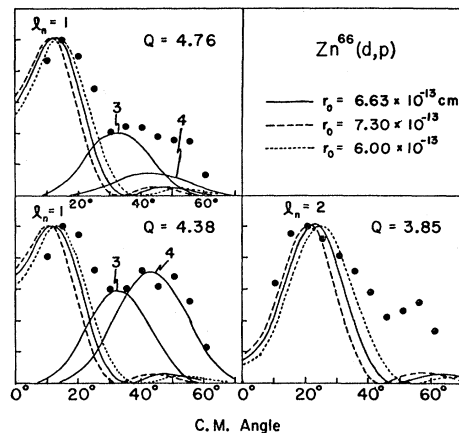 ℓn = 1
Q = 4.76
3
4
Zn⁶⁶(d,p)
r₀ = 6.63 × 10⁻¹³ cm
r₀ = 7.30 × 10⁻¹³
r₀ = 6.00 × 10⁻¹³
0° 20° 40° 60°
ℓn = 1
Q = 4.38
3
4
ℓn = 2
Q = 3.85
0° 20° 40° 60° 0° 20° 40° 60°
C. M. Angle